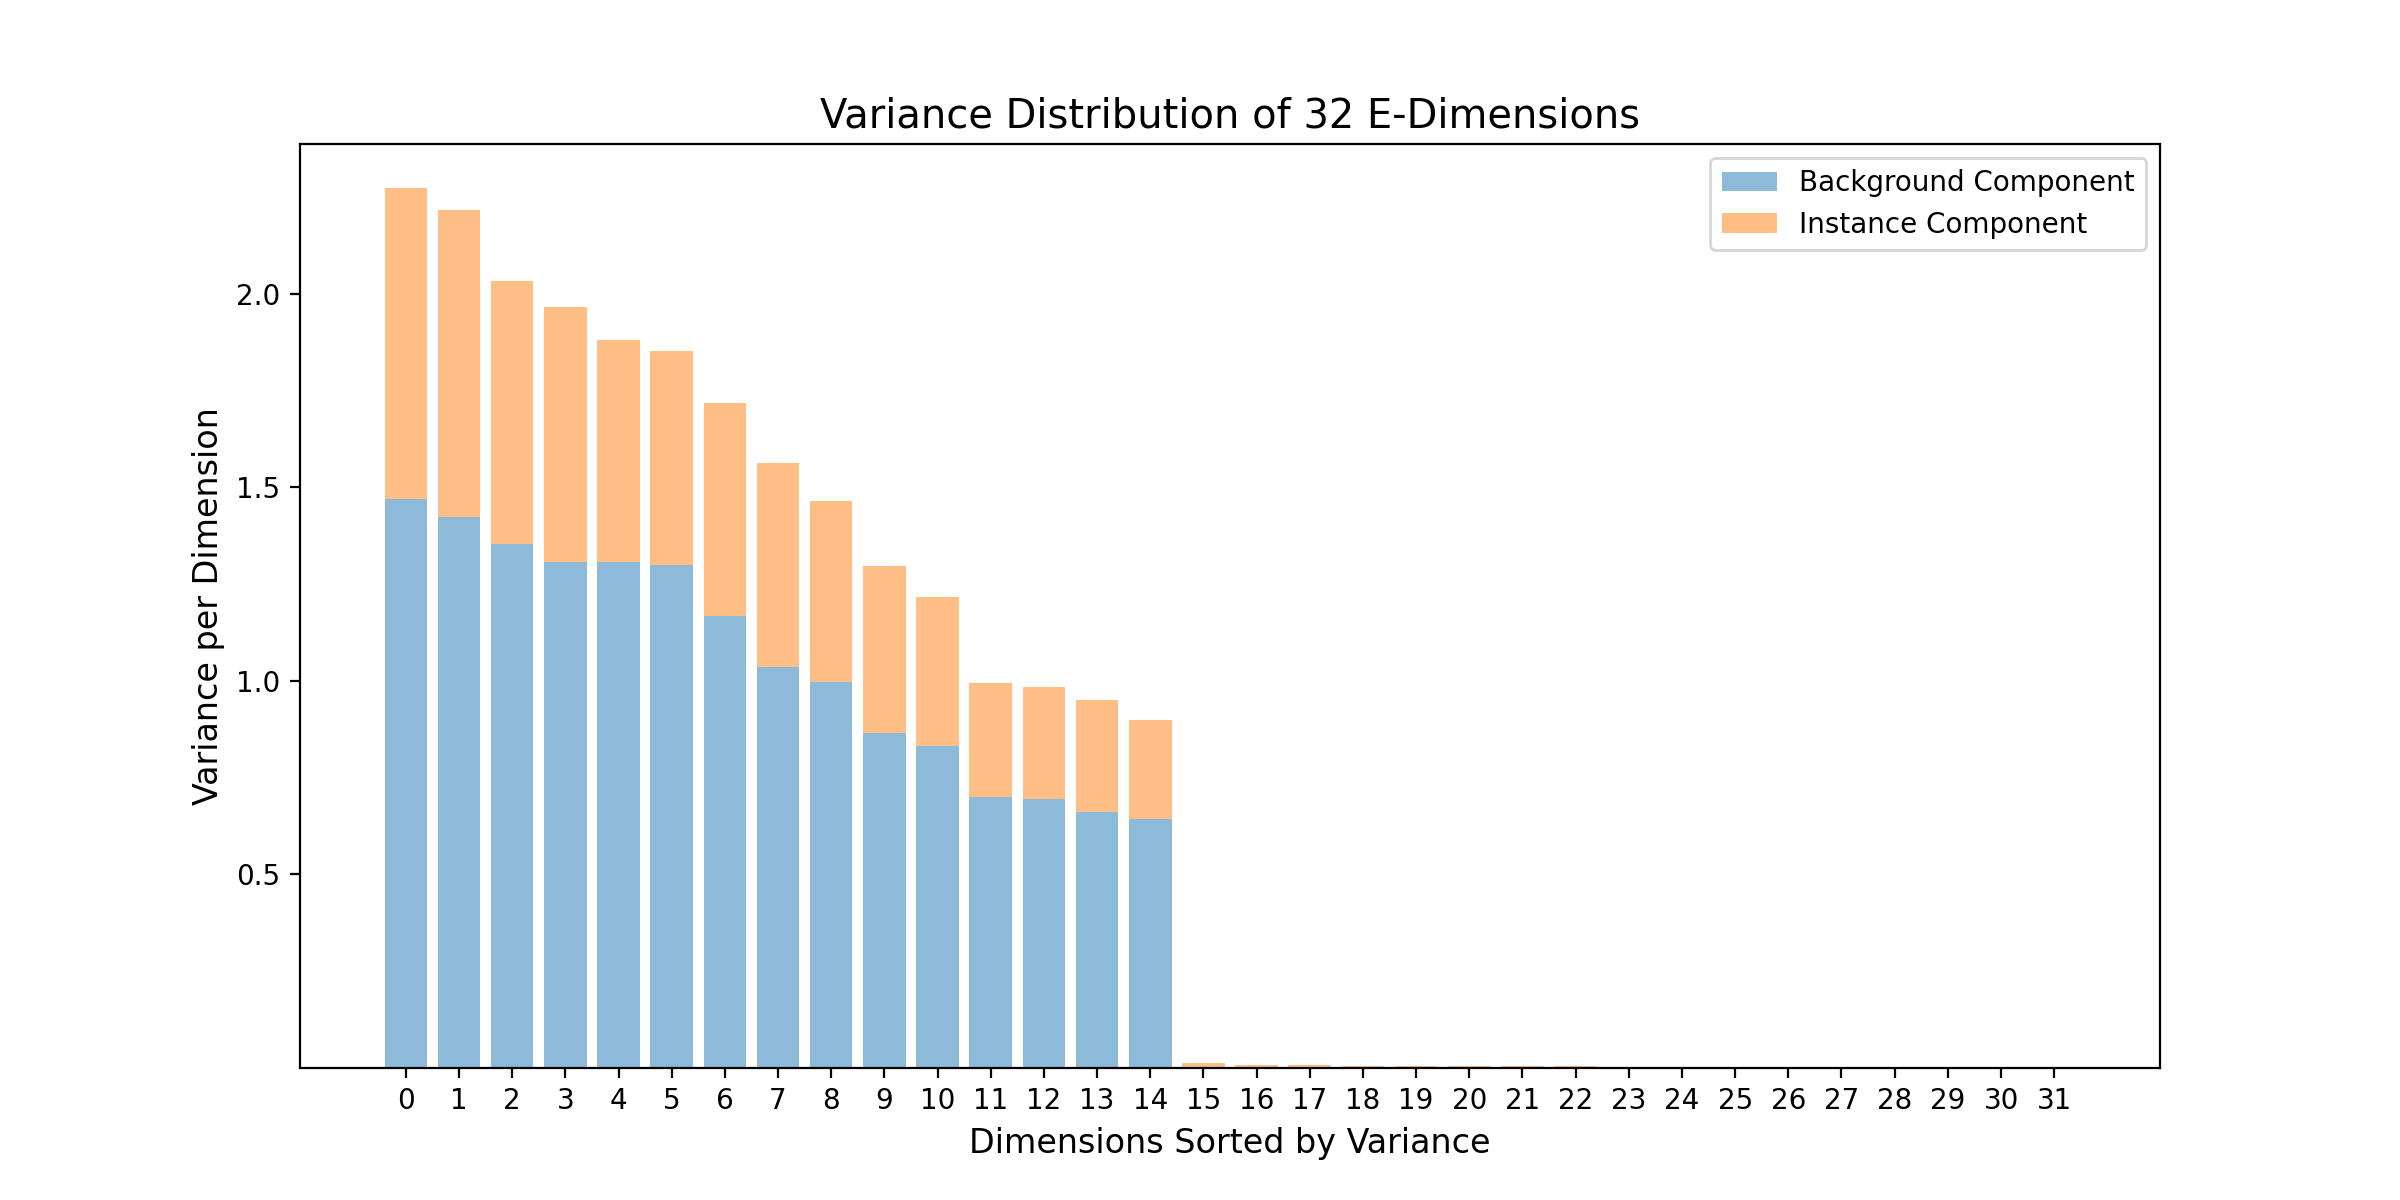 Variance Distribution of 32 E-Dimensions
Background Component
Instance Component
Variance per Dimension
2.0
1.5
1.0
0.5
0 1 2 3 4 5 6 7 8 9 10 11 12 13 14 15 16 17 18 19 20 21 22 23 24 25 26 27 28 29 30 31
Dimensions Sorted by Variance